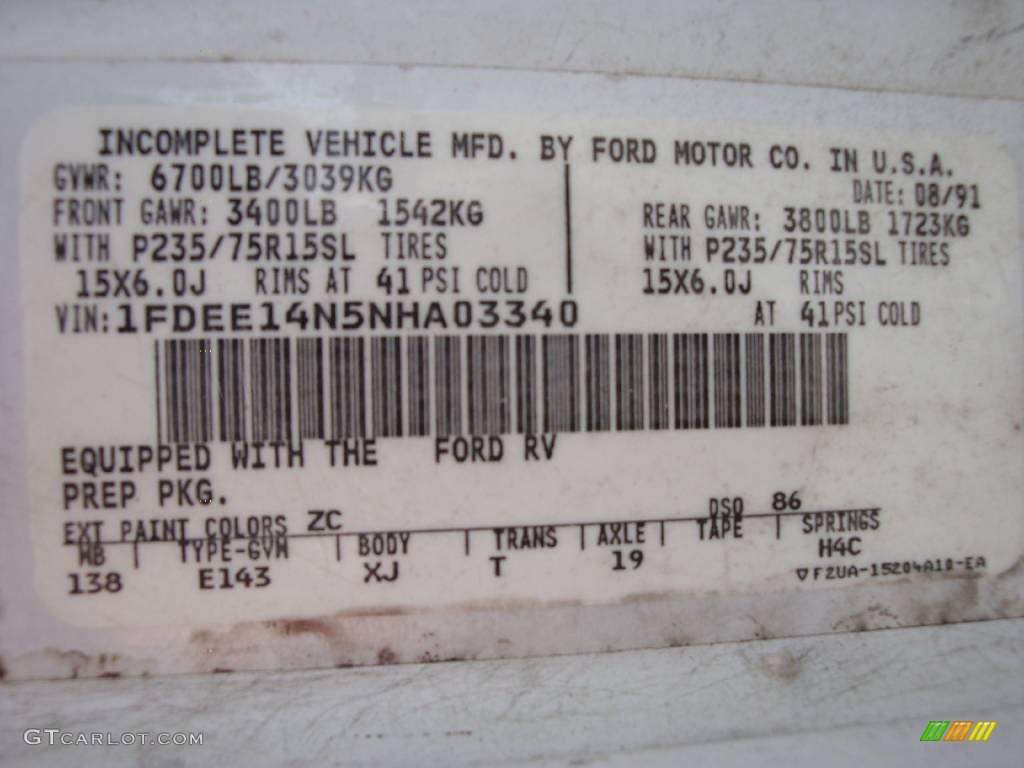 INCOMPLETE VEHICLE MFD. BY FORD MOTOR CO. IN U.S.A.
GVWR: 6700LB/3039KG
DATE: 08/91
FRONT GAWR: 3400LB 1542KG
REAR GAWR: 3800LB 1723KG
WITH P235/75R15SL TIRES
WITH P235/75R15SL TIRES
15X6.0J RIMS AT 41 PSI COLD
15X6.0J RIMS
AT 41 PSI COLD
VIN: 1FDEE14N5NHA03340
EQUIPPED WITH THE FORD RV
PREP PKG.
EXT PAINT COLORS ZC
DSO 86
WB TYPE-GVW BODY TRANS AXLE TAPE SPRINGS
138 E143 XJ T 19 H4C
F2UA-15204A10-EA
GTCARLOT.COM